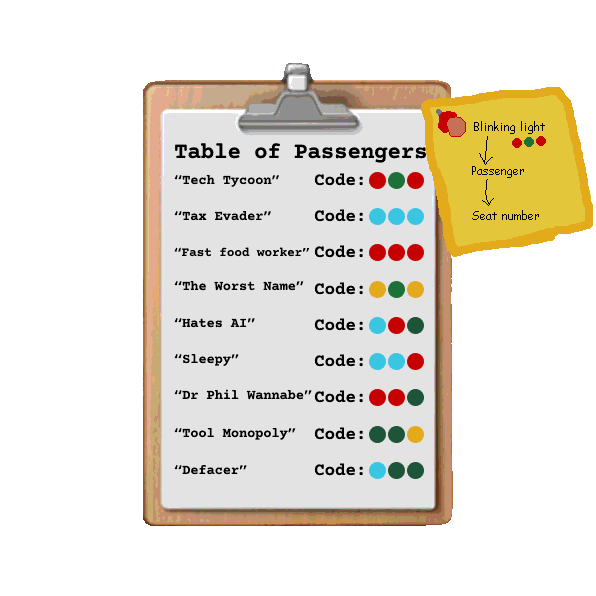 Table of Passengers
“Tech Tycoon” Code:
“Tax Evader” Code:
“Fast food worker” Code:
“The Worst Name” Code:
“Hates AI” Code:
“Sleepy” Code:
“Dr Phil Wannabe” Code:
“Tool Monopoly” Code:
“Defacer” Code:
Blinking light
Passenger
Seat number